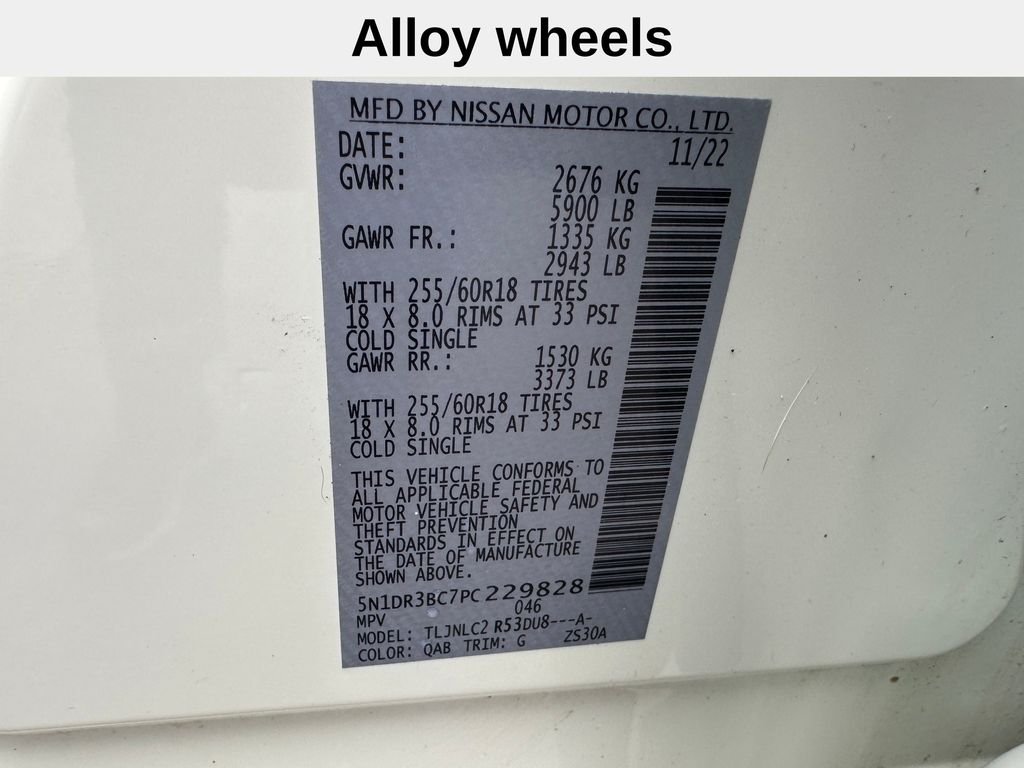 Alloy wheels
MFD BY NISSAN MOTOR CO., LTD.
DATE: 11/22
GVWR: 2676 KG
5900 LB
GAWR FR.: 1335 KG
2943 LB
WITH 255/60R18 TIRES
18 X 8.0 RIMS AT 33 PSI
COLD SINGLE
GAWR RR.: 1530 KG
3373 LB
WITH 255/60R18 TIRES
18 X 8.0 RIMS AT 33 PSI
COLD SINGLE
THIS VEHICLE CONFORMS TO
ALL APPLICABLE FEDERAL
MOTOR VEHICLE SAFETY AND
THEFT PREVENTION
STANDARDS IN EFFECT ON
THE DATE OF MANUFACTURE
SHOWN ABOVE.
5N1DR3BC7PC229828
MPV 046
MODEL: TLJNLC2 R53DU8---A-
COLOR: QAB TRIM: G ZS30A